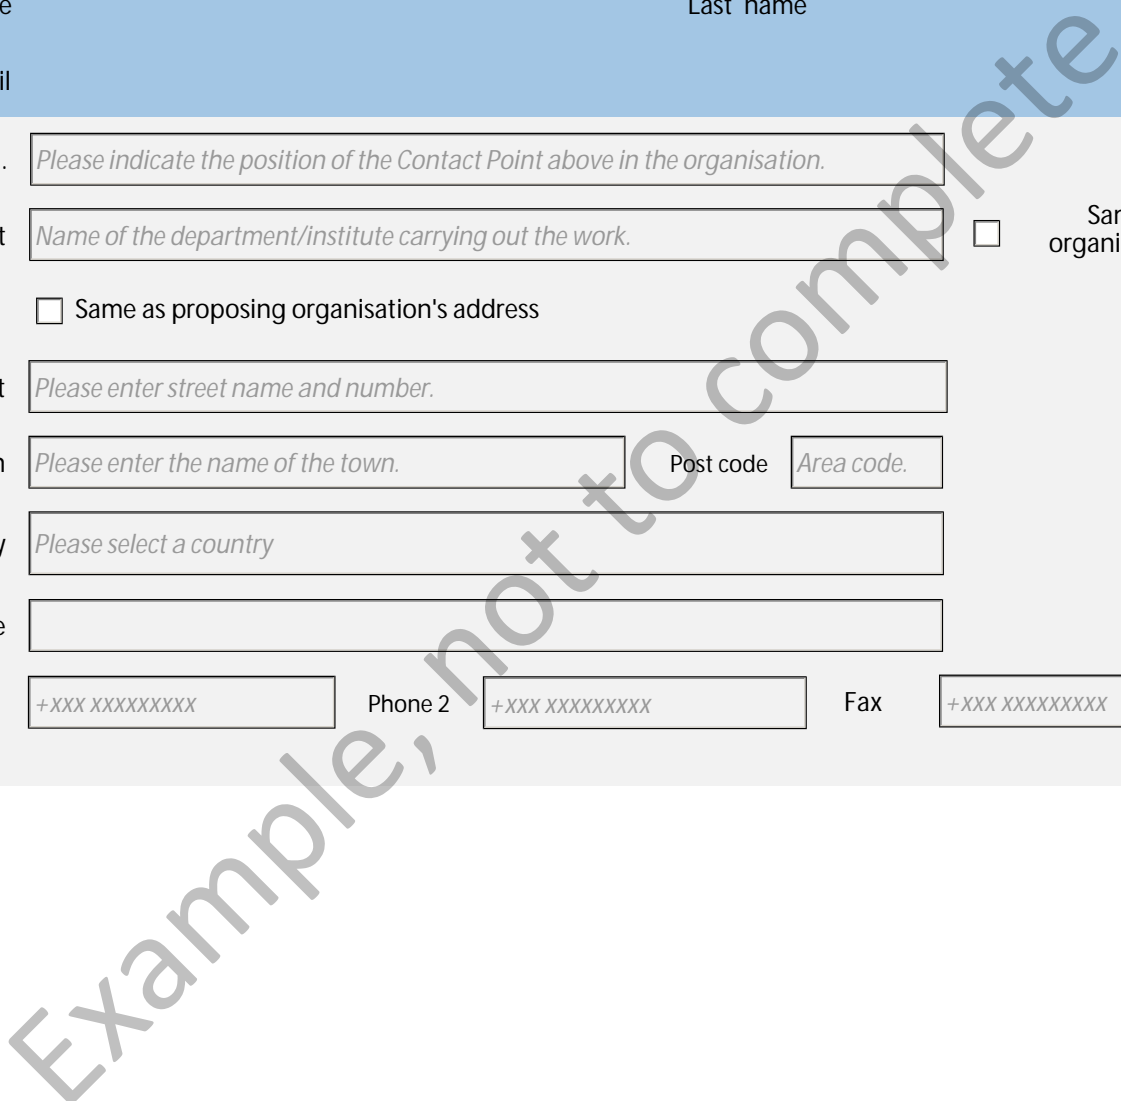 e Last name
il
. Please indicate the position of the Contact Point above in the organisation.
t Name of the department/institute carrying out the work. Sar
organi
Same as proposing organisation's address
t Please enter street name and number.
n Please enter the name of the town. Post code Area code.
y Please select a country
e
+xxx xxxxxxxxx Phone 2 +xxx xxxxxxxxx Fax +xxx xxxxxxxxx
Example, not to complete